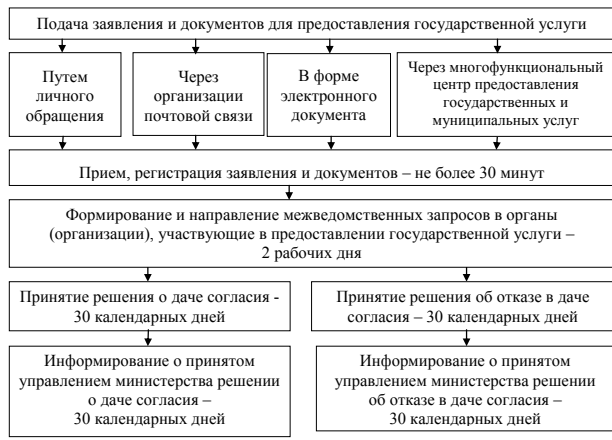 Подача заявления и документов для предоставления государственной услуги
Путем
личного
обращения
Через
организации
почтовой связи
В форме
электронного
документа
Через многофункциональный
центр предоставления
государственных и
муниципальных услуг
Прием, регистрация заявления и документов – не более 30 минут
Формирование и направление межведомственных запросов в органы
(организации), участвующие в предоставлении государственной услуги –
2 рабочих дня
Принятие решения о даче согласия -
30 календарных дней
Принятие решения об отказе в даче
согласия – 30 календарных дней
Информирование о принятом
управлением министерства решении
о даче согласия –
30 календарных дней
Информирование о принятом
управлением министерства решении
об отказе в даче согласия –
30 календарных дней